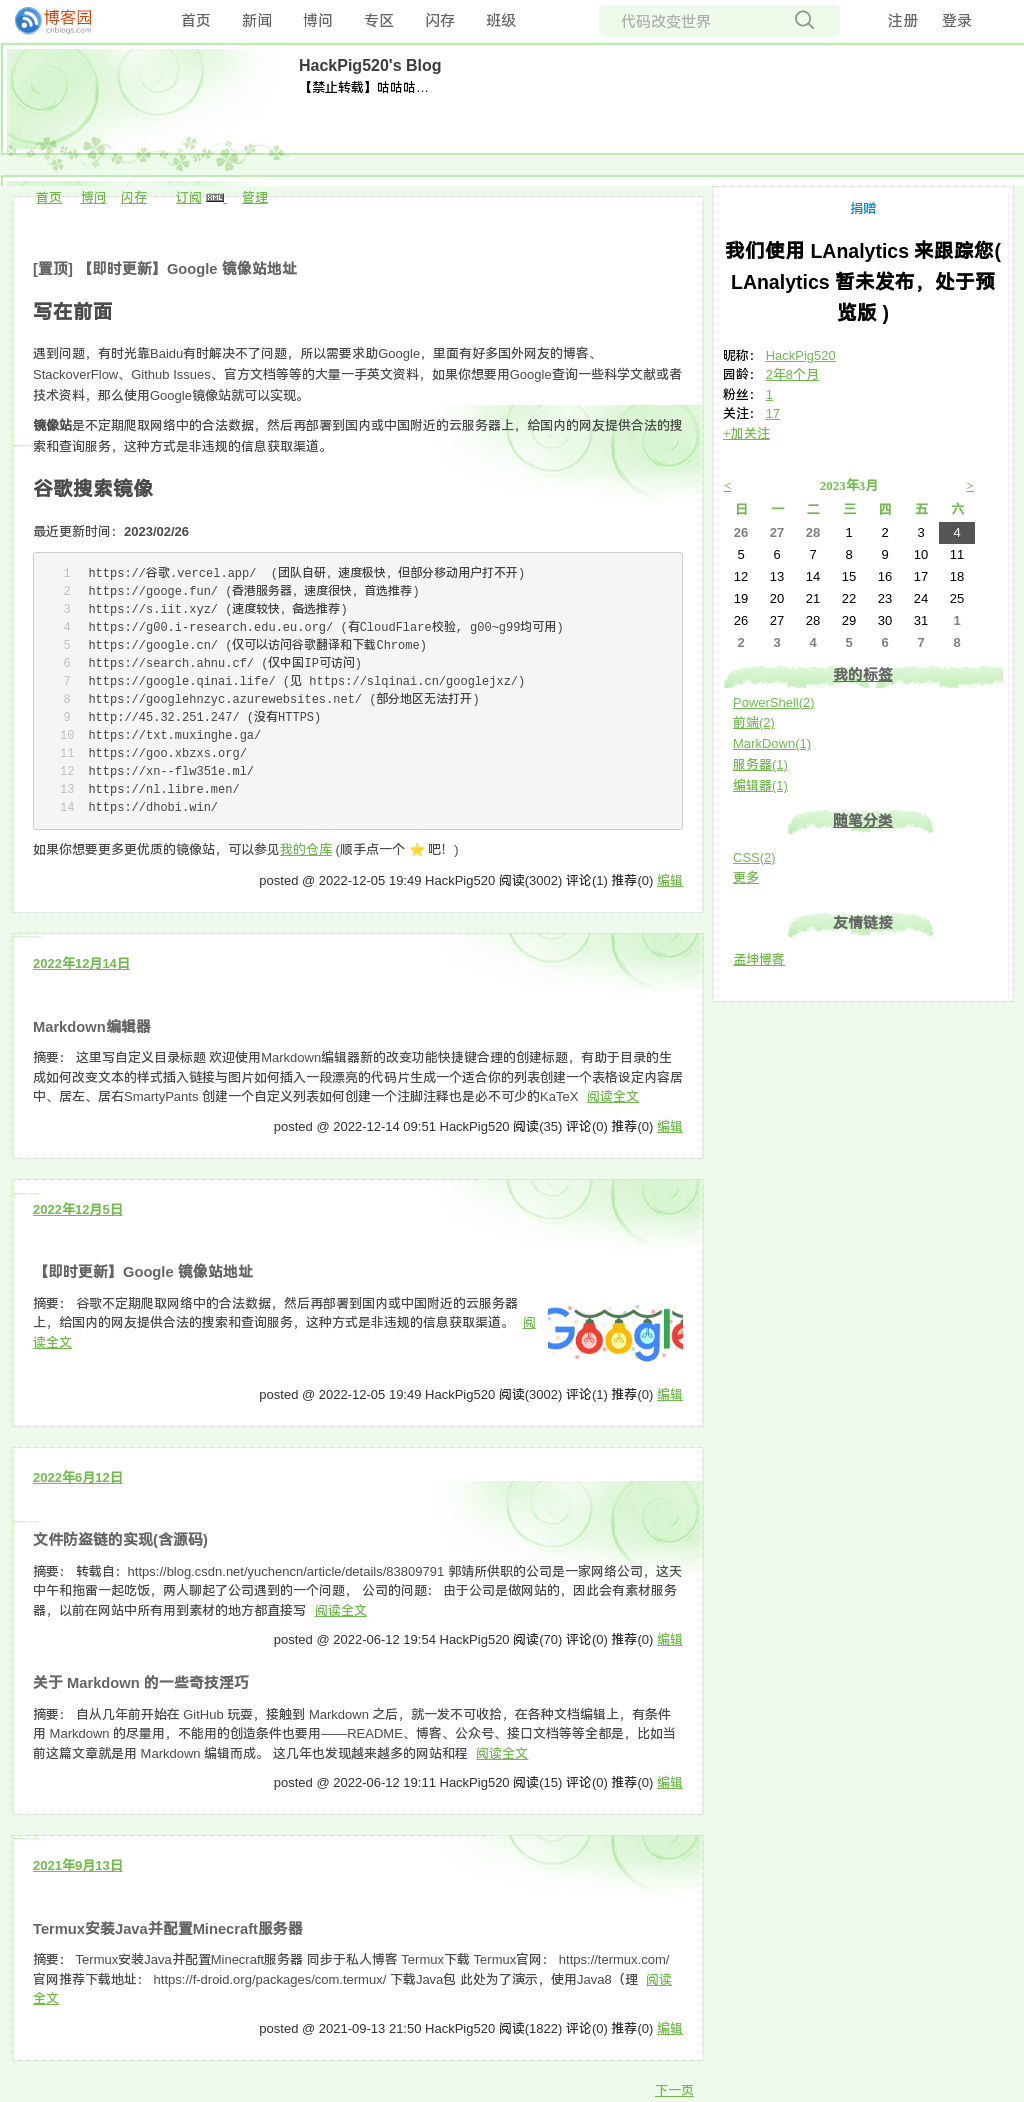 博客园
cnblogs.com
首页 新闻 博问 专区 闪存 班级
代码改变世界
注册 登录
HackPig520's Blog
【禁止转载】咕咕咕…
首页 博问 闪存 订阅 XML 管理
[置顶] 【即时更新】Google 镜像站地址
写在前面
遇到问题，有时光靠Baidu有时解决不了问题，所以需要求助Google，里面有好多国外网友的博客、
StackoverFlow、Github Issues、官方文档等等的大量一手英文资料，如果你想要用Google查询一些科学文献或者
技术资料，那么使用Google镜像站就可以实现。
镜像站是不定期爬取网络中的合法数据，然后再部署到国内或中国附近的云服务器上，给国内的网友提供合法的搜
索和查询服务，这种方式是非违规的信息获取渠道。
谷歌搜索镜像
最近更新时间：2023/02/26
1 https://谷歌.vercel.app/ (团队自研，速度极快，但部分移动用户打不开)
2 https://googe.fun/ (香港服务器，速度很快，首选推荐)
3 https://s.iit.xyz/ (速度较快，备选推荐)
4 https://g00.i-research.edu.eu.org/ (有CloudFlare校验, g00~g99均可用)
5 https://google.cn/ (仅可以访问谷歌翻译和下载Chrome)
6 https://search.ahnu.cf/ (仅中国IP可访问)
7 https://google.qinai.life/ (见 https://slqinai.cn/googlejxz/)
8 https://googlehnzyc.azurewebsites.net/ (部分地区无法打开)
9 http://45.32.251.247/ (没有HTTPS)
10 https://txt.muxinghe.ga/
11 https://goo.xbzxs.org/
12 https://xn--flw351e.ml/
13 https://nl.libre.men/
14 https://dhobi.win/
如果你想要更多更优质的镜像站，可以参见我的仓库 (顺手点一个 ⭐ 吧！)
posted @ 2022-12-05 19:49 HackPig520 阅读(3002) 评论(1) 推荐(0) 编辑
2022年12月14日
Markdown编辑器
摘要： 这里写自定义目录标题 欢迎使用Markdown编辑器新的改变功能快捷键合理的创建标题，有助于目录的生
成如何改变文本的样式插入链接与图片如何插入一段漂亮的代码片生成一个适合你的列表创建一个表格设定内容居
中、居左、居右SmartyPants 创建一个自定义列表如何创建一个注脚注释也是必不可少的KaTeX 阅读全文
posted @ 2022-12-14 09:51 HackPig520 阅读(35) 评论(0) 推荐(0) 编辑
2022年12月5日
【即时更新】Google 镜像站地址
摘要： 谷歌不定期爬取网络中的合法数据，然后再部署到国内或中国附近的云服务器
上，给国内的网友提供合法的搜索和查询服务，这种方式是非违规的信息获取渠道。 阅
读全文
Google
posted @ 2022-12-05 19:49 HackPig520 阅读(3002) 评论(1) 推荐(0) 编辑
2022年6月12日
文件防盗链的实现(含源码)
摘要： 转载自：https://blog.csdn.net/yuchencn/article/details/83809791 郭靖所供职的公司是一家网络公司，这天
中午和拖雷一起吃饭，两人聊起了公司遇到的一个问题， 公司的问题： 由于公司是做网站的，因此会有素材服务
器，以前在网站中所有用到素材的地方都直接写 阅读全文
posted @ 2022-06-12 19:54 HackPig520 阅读(70) 评论(0) 推荐(0) 编辑
关于 Markdown 的一些奇技淫巧
摘要： 自从几年前开始在 GitHub 玩耍，接触到 Markdown 之后，就一发不可收拾，在各种文档编辑上，有条件
用 Markdown 的尽量用，不能用的创造条件也要用——README、博客、公众号、接口文档等等全都是，比如当
前这篇文章就是用 Markdown 编辑而成。 这几年也发现越来越多的网站和程 阅读全文
posted @ 2022-06-12 19:11 HackPig520 阅读(15) 评论(0) 推荐(0) 编辑
2021年9月13日
Termux安装Java并配置Minecraft服务器
摘要： Termux安装Java并配置Minecraft服务器 同步于私人博客 Termux下载 Termux官网： https://termux.com/
官网推荐下载地址： https://f-droid.org/packages/com.termux/ 下载Java包 此处为了演示，使用Java8（理 阅读
全文
posted @ 2021-09-13 21:50 HackPig520 阅读(1822) 评论(0) 推荐(0) 编辑
下一页
捐赠
我们使用 LAnalytics 来跟踪您(
LAnalytics 暂未发布，处于预
览版 )
昵称： HackPig520
园龄： 2年8个月
粉丝： 1
关注： 17
+加关注
< 2023年3月 >
日 一 二 三 四 五 六
26 27 28 1 2 3 4
5 6 7 8 9 10 11
12 13 14 15 16 17 18
19 20 21 22 23 24 25
26 27 28 29 30 31 1
2 3 4 5 6 7 8
我的标签
PowerShell(2)
前端(2)
MarkDown(1)
服务器(1)
编辑器(1)
随笔分类
CSS(2)
更多
友情链接
孟坤博客